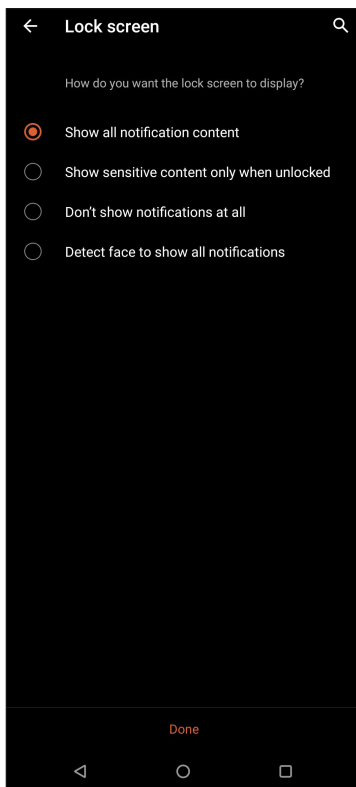 Lock screen
How do you want the lock screen to display?
Show all notification content
Show sensitive content only when unlocked
Don't show notifications at all
Detect face to show all notifications
Done